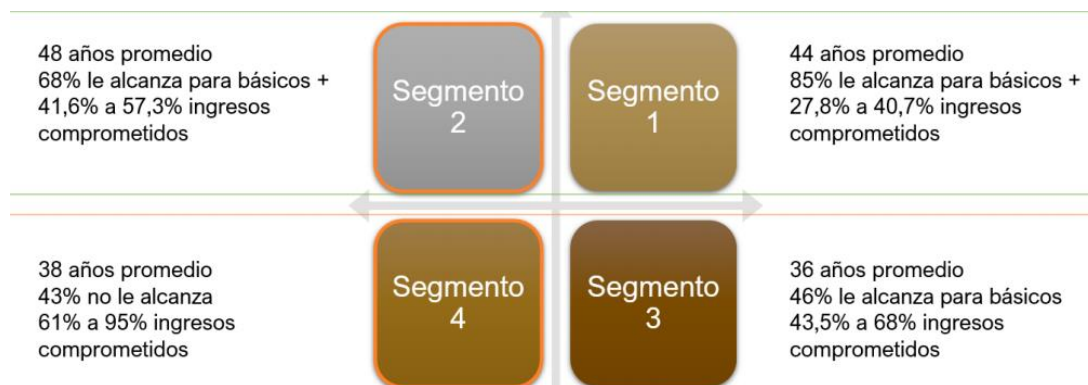 48 años promedio
68% le alcanza para básicos +
41,6% a 57,3% ingresos
comprometidos
Segmento
2
Segmento
1
44 años promedio
85% le alcanza para básicos +
27,8% a 40,7% ingresos
comprometidos
38 años promedio
43% no le alcanza
61% a 95% ingresos
comprometidos
Segmento
4
Segmento
3
36 años promedio
46% le alcanza para básicos
43,5% a 68% ingresos
comprometidos